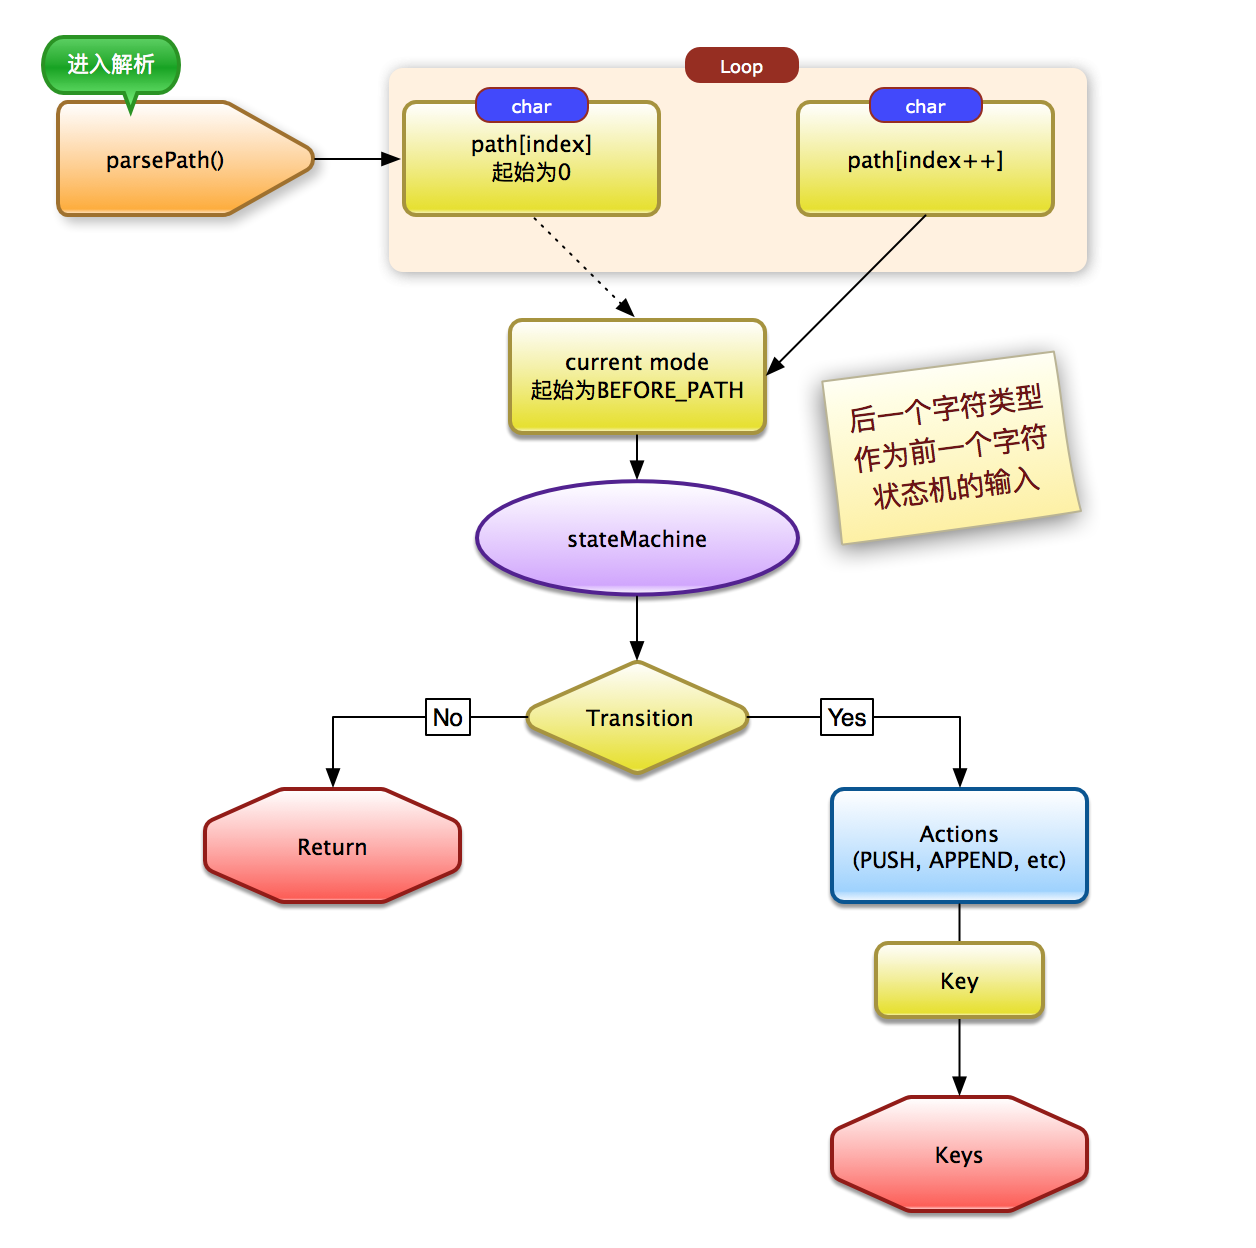 进入解析
parsePath()
Loop
char
path[index]
起始为0
char
path[index++]
current mode
起始为BEFORE_PATH
后一个字符类型
作为前一个字符
状态机的输入
stateMachine
Transition
No
Yes
Return
Actions
(PUSH, APPEND, etc)
Key
Keys